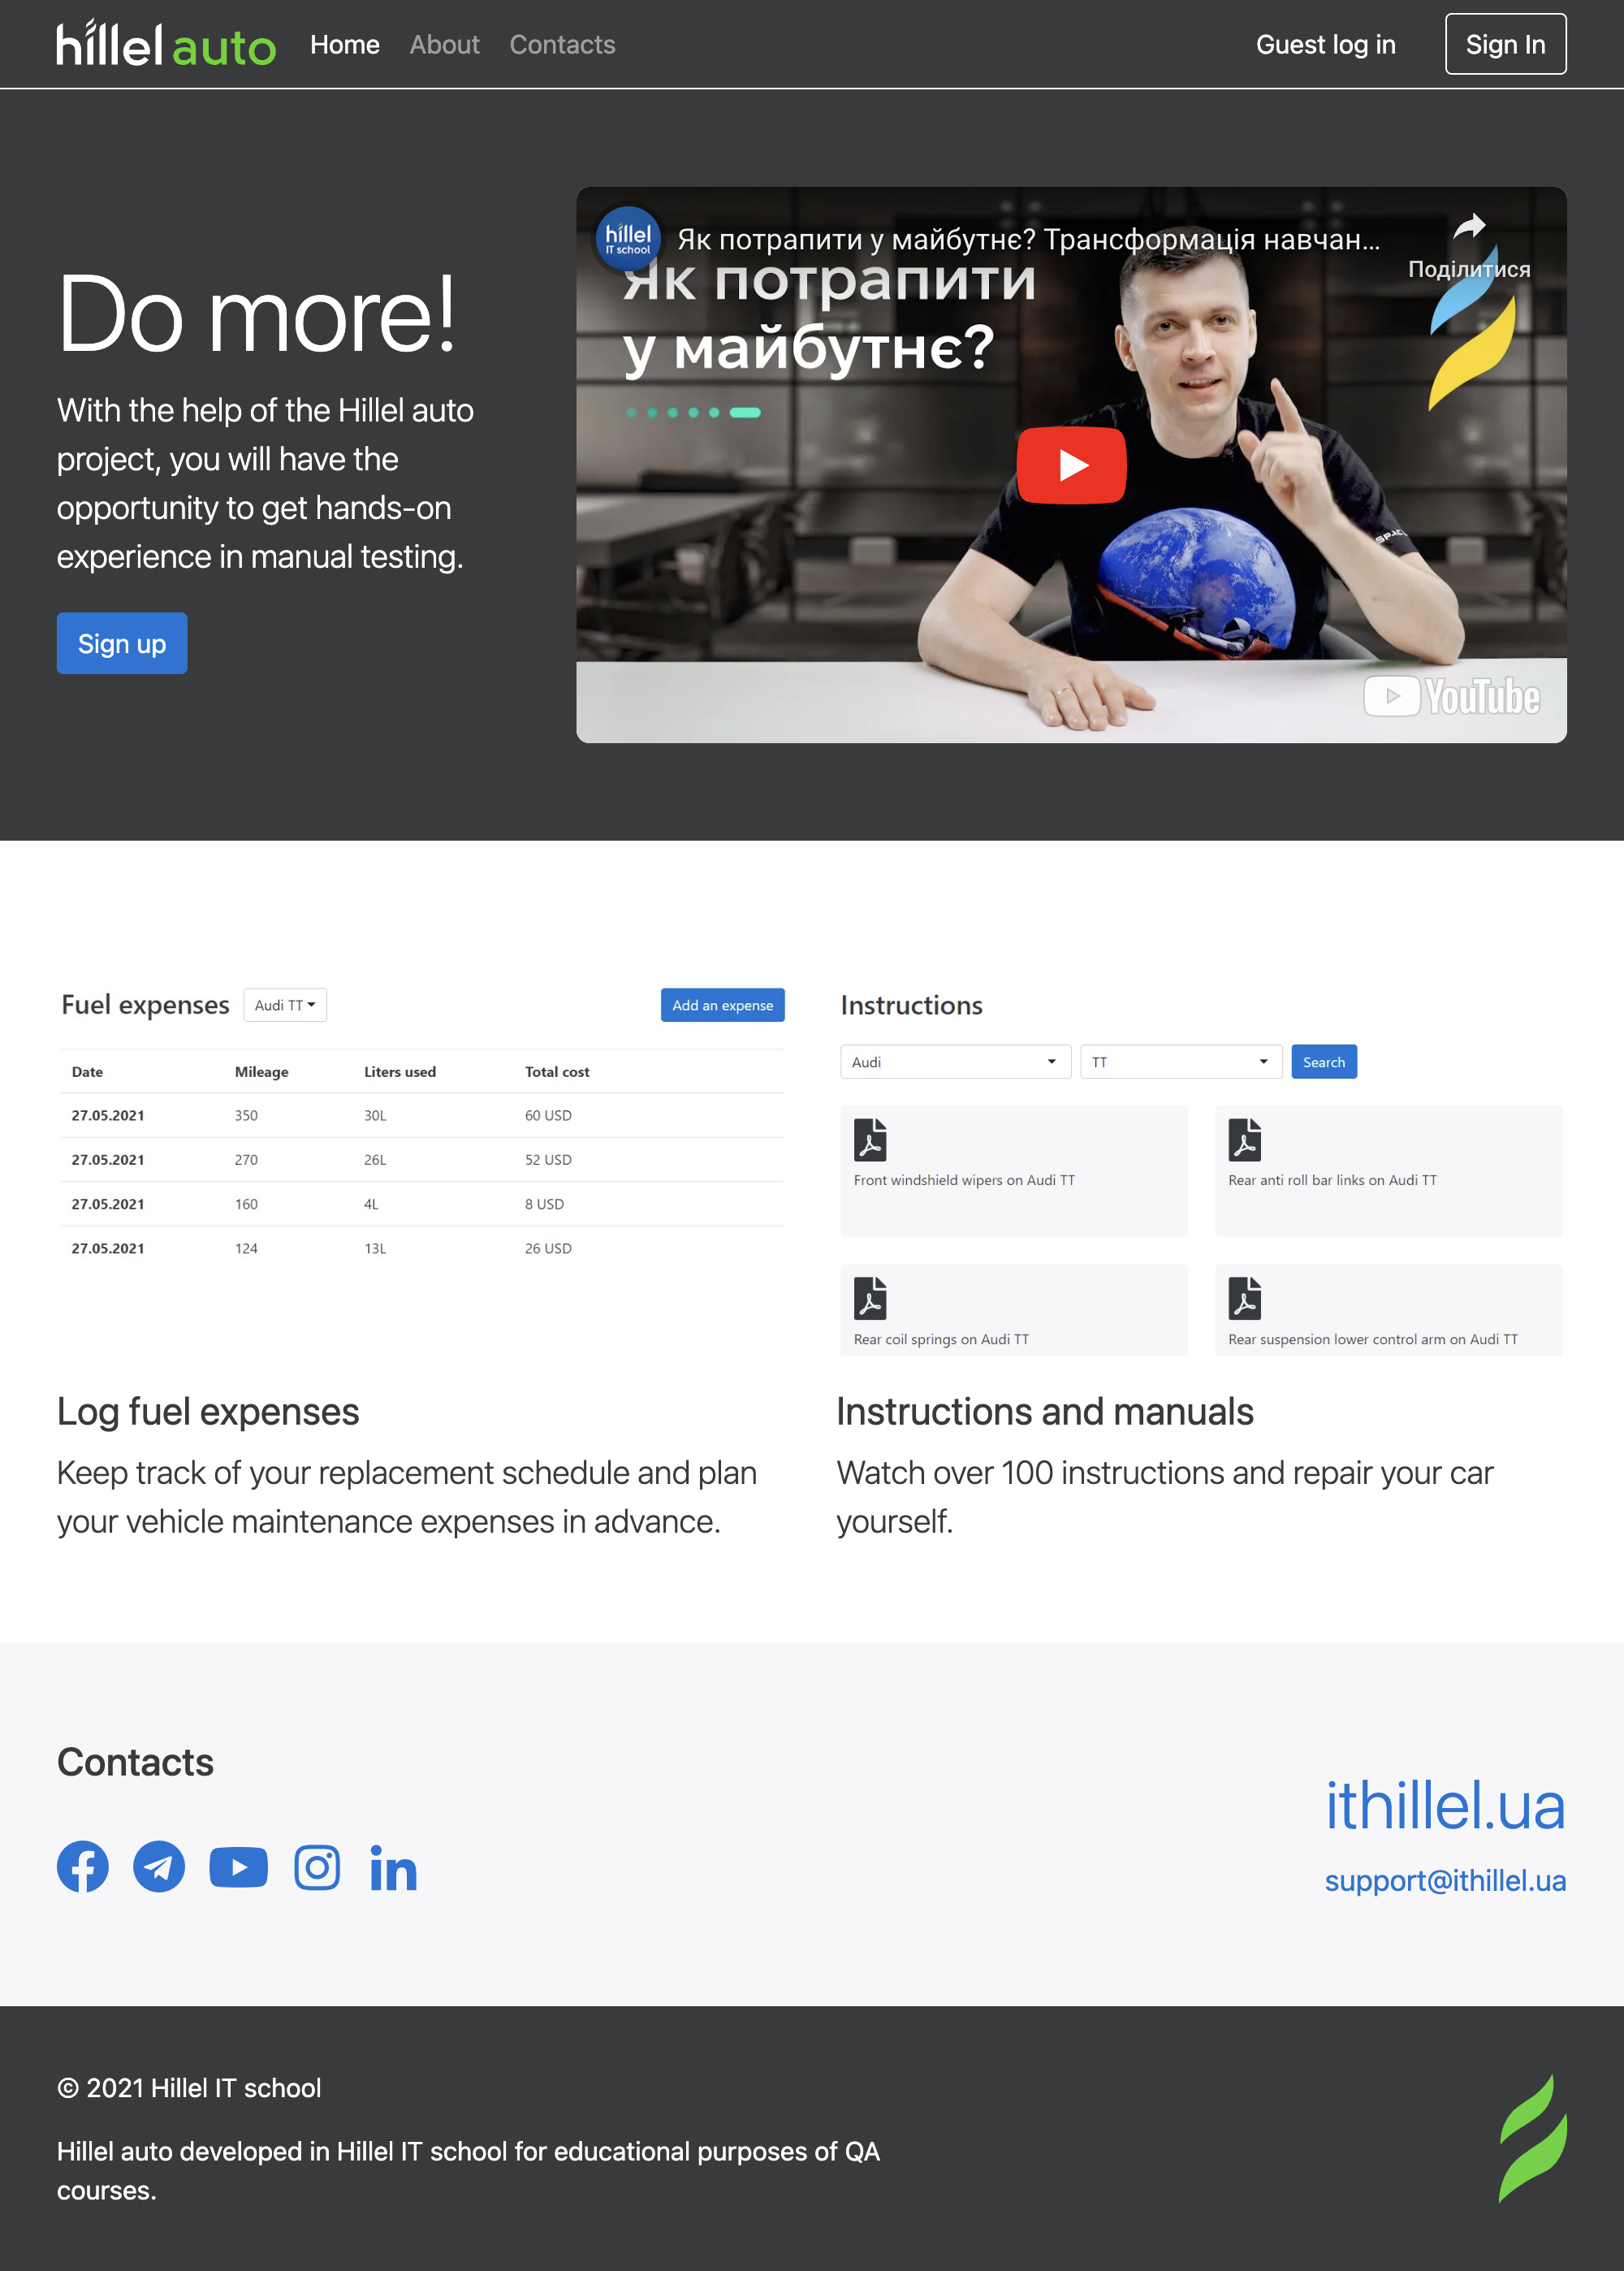 hillel auto Home About Contacts Guest log in Sign In
Do more!
With the help of the Hillel auto
project, you will have the
opportunity to get hands-on
experience in manual testing.
Sign up
hillel
IT school
Як потрапити у майбутнє? Трансформація навчан...
Поділитися
Як потрапити
у майбутнє?
SPAC
YouTube
Fuel expenses Audi TT Add an expense
Date Mileage Liters used Total cost
27.05.2021 350 30L 60 USD
27.05.2021 270 26L 52 USD
27.05.2021 160 4L 8 USD
27.05.2021 124 13L 26 USD
Log fuel expenses
Keep track of your replacement schedule and plan
your vehicle maintenance expenses in advance.
Instructions
Audi TT Search
Front windshield wipers on Audi TT
Rear anti roll bar links on Audi TT
Rear coil springs on Audi TT
Rear suspension lower control arm on Audi TT
Instructions and manuals
Watch over 100 instructions and repair your car
yourself.
Contacts
in
ithillel.ua
support@ithillel.ua
© 2021 Hillel IT school
Hillel auto developed in Hillel IT school for educational purposes of QA
courses.